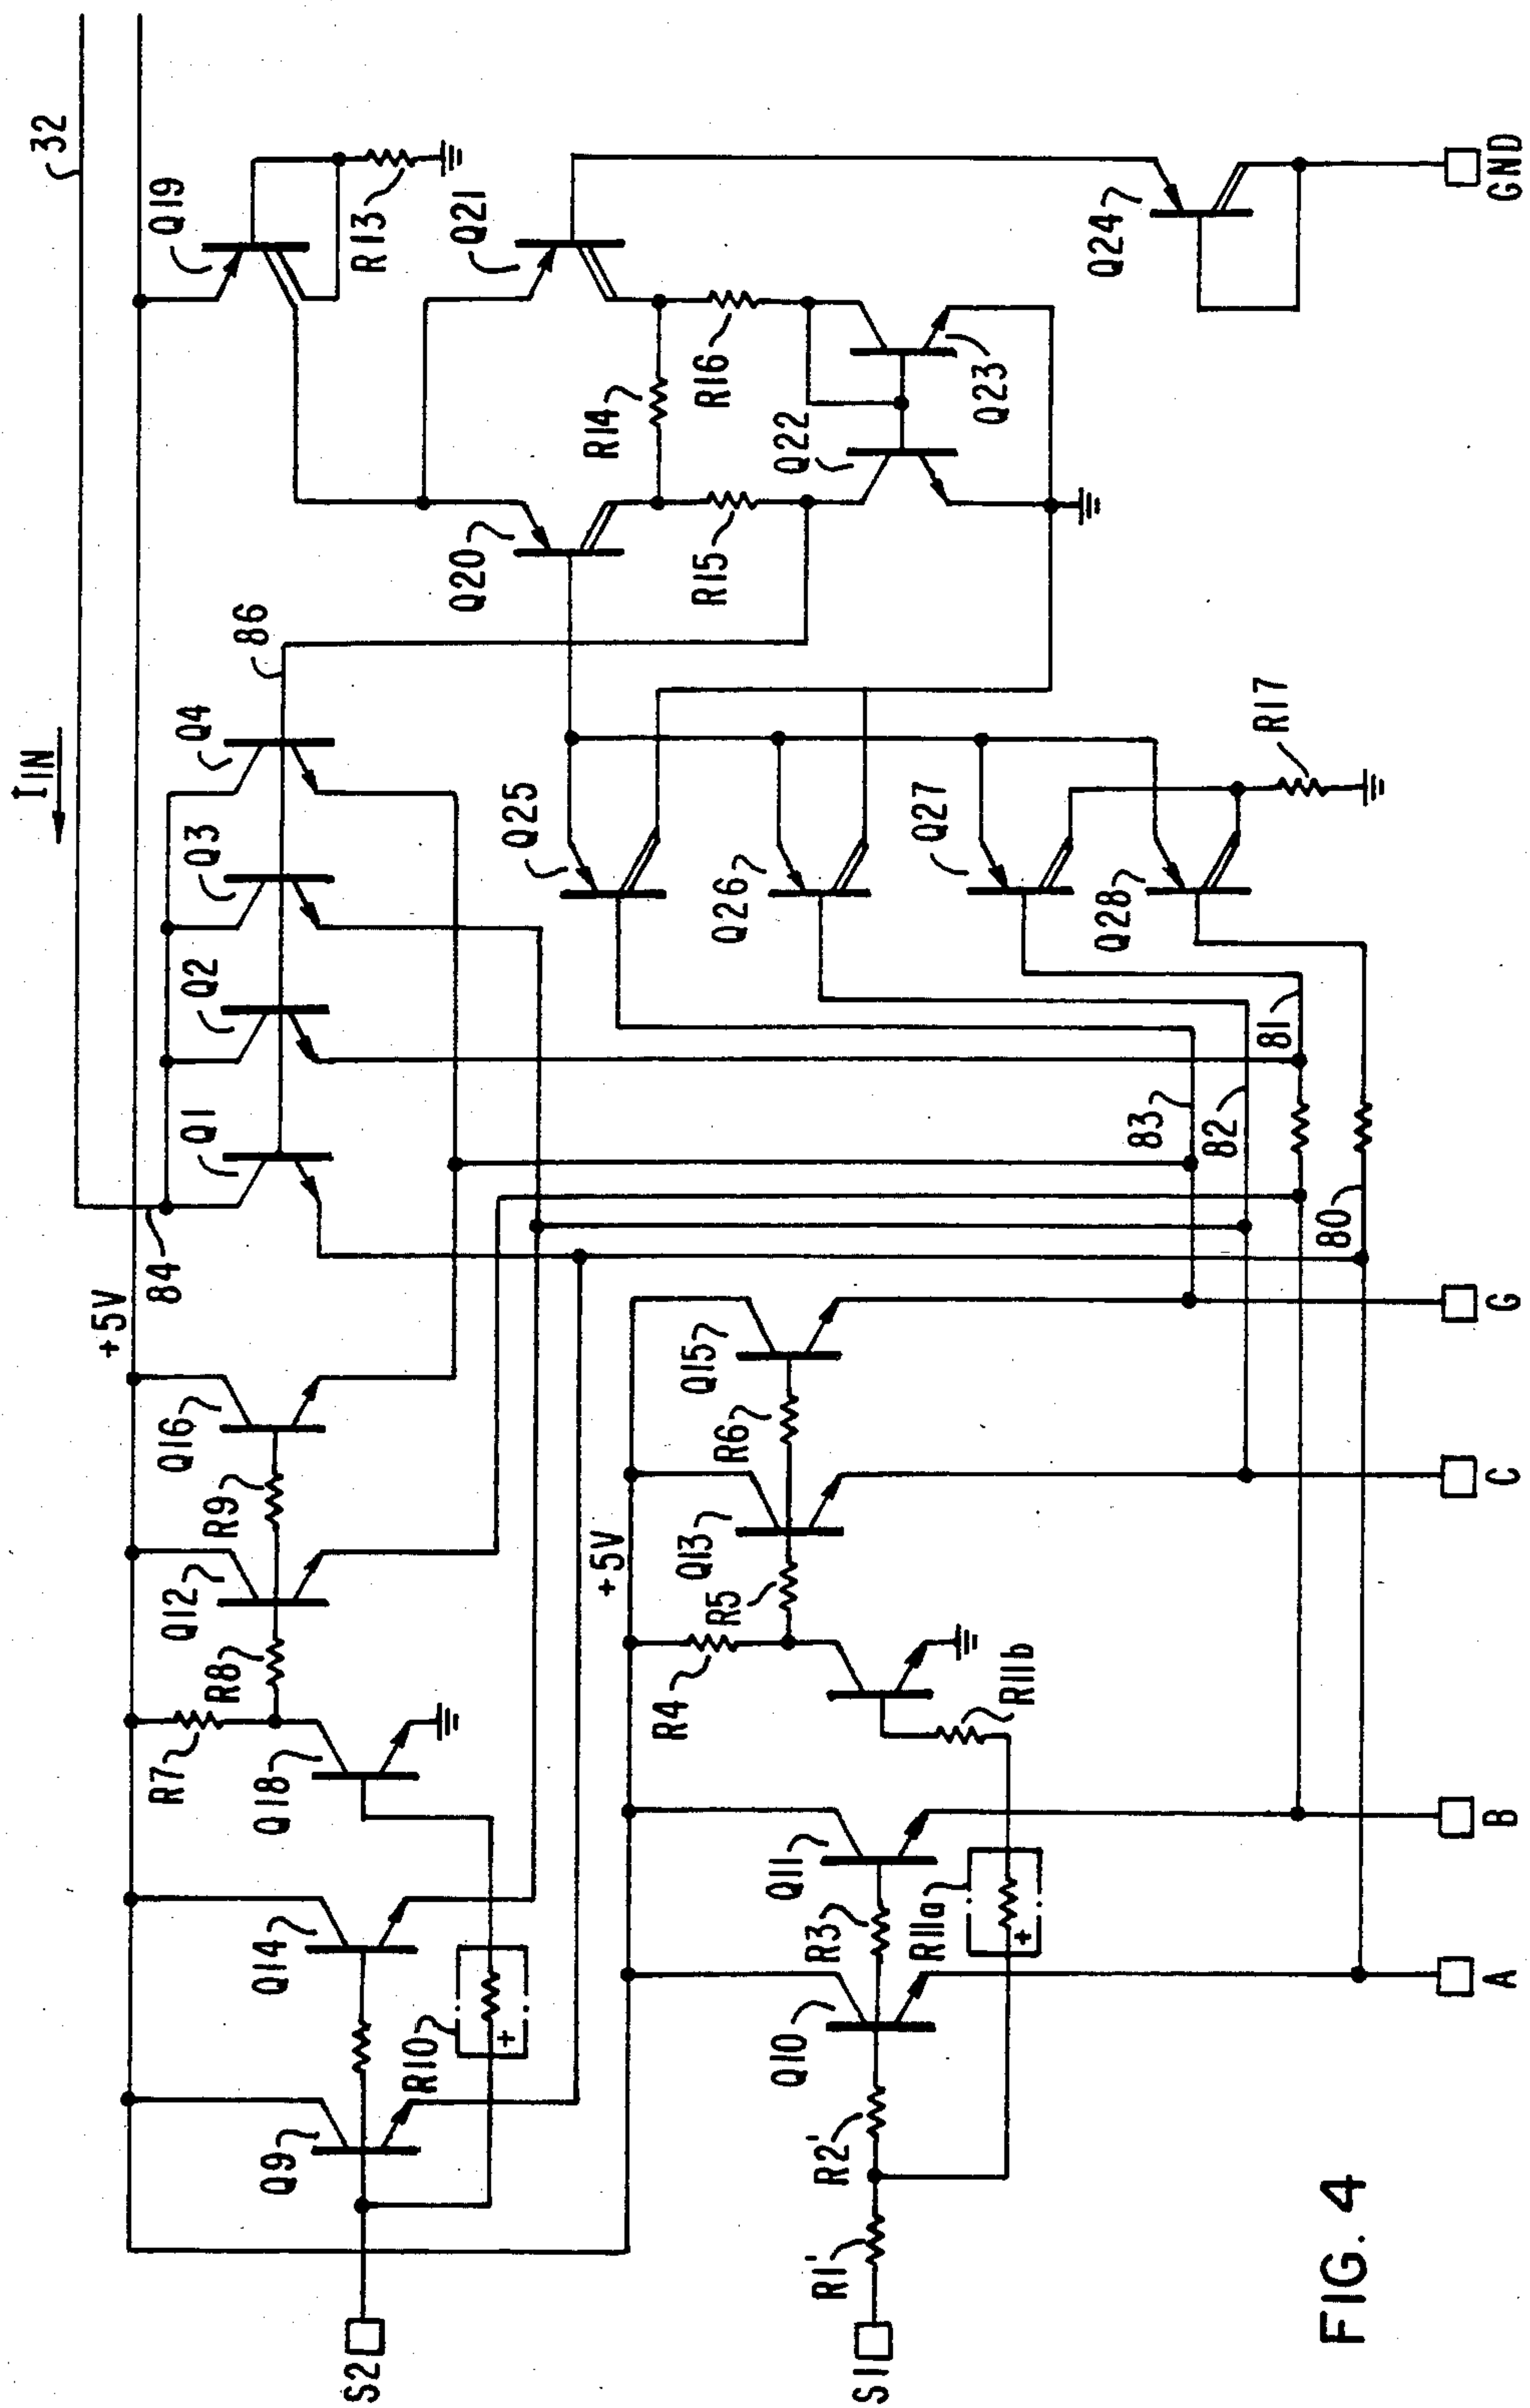 32
I IN
+5V
84
86
Q19
R13
Q21
Q24
GND
Q4
Q3
Q2
Q1
Q20
R14
R16
R15
Q22
Q23
Q25
Q26
Q27
Q28
R17
81
83
82
80
Q16
R9
Q12
R8
R7
Q18
Q14
R10
+
Q9
S2
+5V
Q15
R6
Q13
R5
R4
R11b
Q11
R3
R11a
+
Q10
R2'
R1'
S1
G
C
B
A
FIG. 4